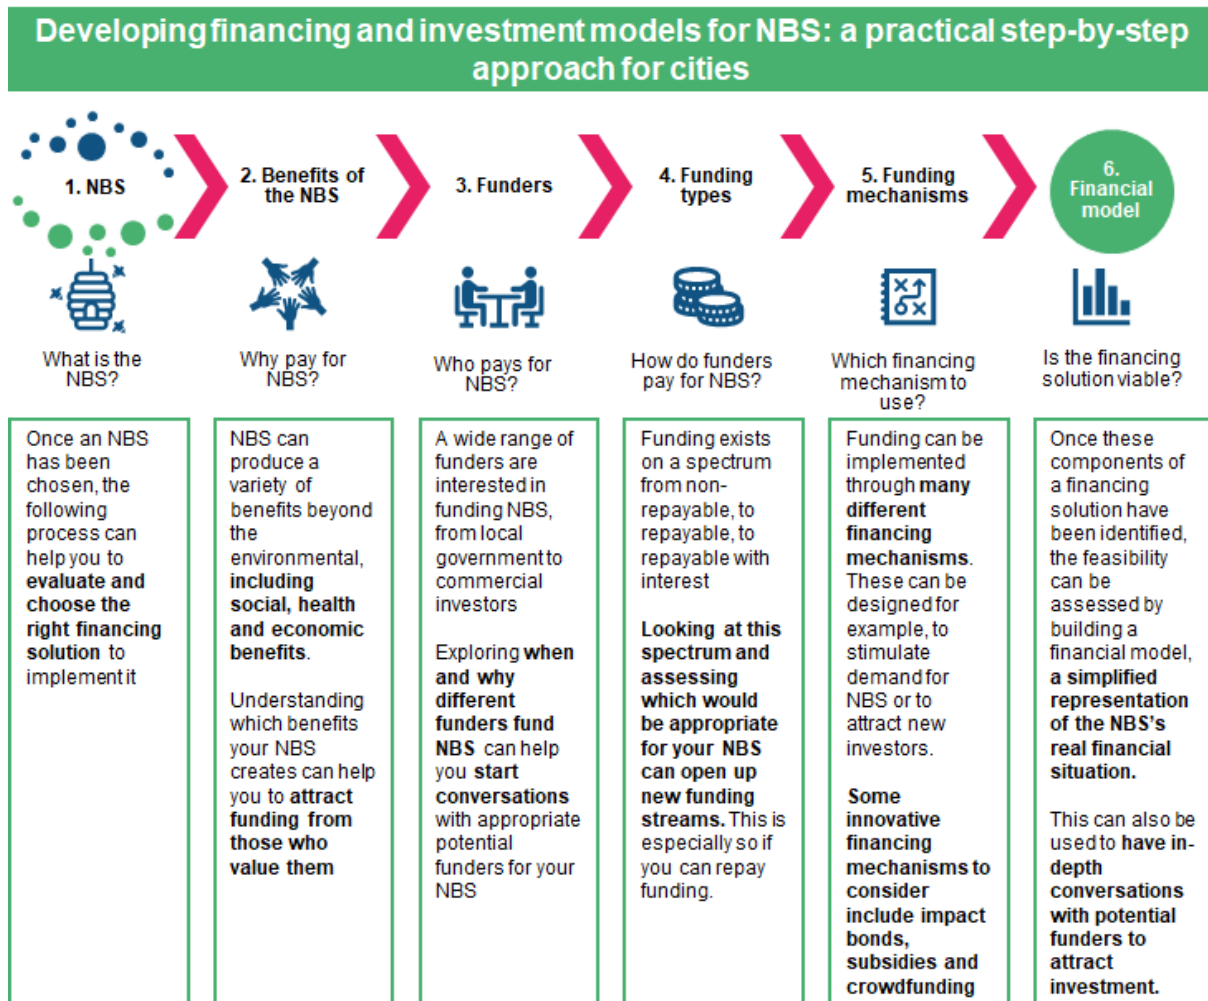 Developing financing and investment models for NBS: a practical step-by-step
approach for cities
1. NBS
2. Benefits of
the NBS
3. Funders
4. Funding
types
5. Funding
mechanisms
6.
Financial
model
What is the
NBS?
Why pay for
NBS?
Who pays for
NBS?
How do funders
pay for NBS?
Which financing
mechanism to
use?
Is the financing
solution viable?
Once an NBS
has been
chosen, the
following
process can
help you to
evaluate and
choose the
right financing
solution to
implement it
NBS can
produce a
variety of
benefits beyond
the
environmental,
including
social, health
and economic
benefits.
Understanding
which benefits
your NBS
creates can help
you to attract
funding from
those who
value them
A wide range of
funders are
interested in
funding NBS,
from local
government to
commercial
investors
Exploring when
and why
different
funders fund
NBS can help
you start
conversations
with appropriate
potential
funders for your
NBS
Funding exists
on a spectrum
from non-
repayable, to
repayable, to
repayable with
interest
Looking at this
spectrum and
assessing
which would
be appropriate
for your NBS
can open up
new funding
streams. This is
especially so if
you can repay
funding.
Funding can be
implemented
through many
different
financing
mechanisms.
These can be
designed for
example, to
stimulate
demand for
NBS or to
attract new
investors.
Some
innovative
financing
mechanisms to
consider
include impact
bonds,
subsidies and
crowdfunding
Once these
components of
a financing
solution have
been identified,
the feasibility
can be
assessed by
building a
financial model,
a simplified
representation
of the NBS's
real financial
situation.
This can also be
used to have in-
depth
conversations
with potential
funders to
attract
investment.